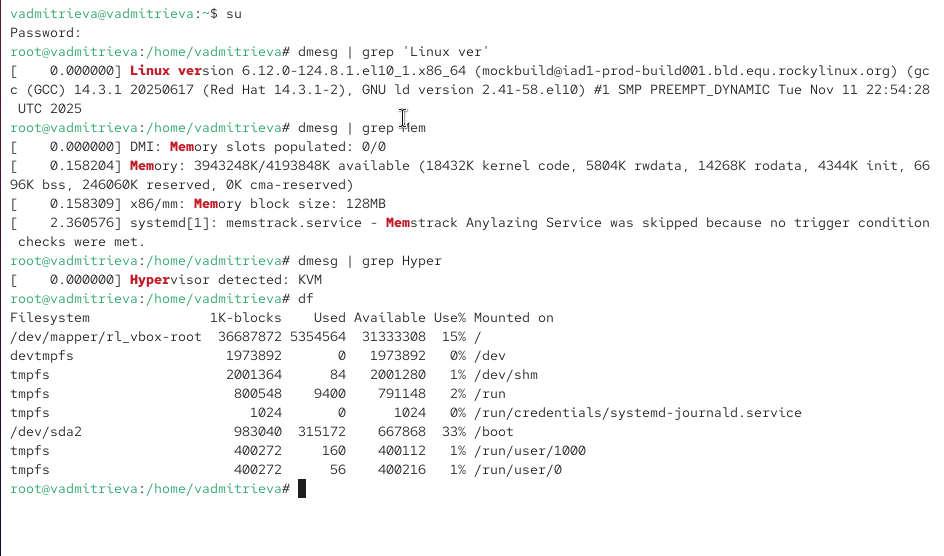 vadmitrieva@vadmitrieva:~$ su
Password:
root@vadmitrieva:/home/vadmitrieva# dmesg | grep 'Linux ver'
[    0.000000] Linux version 6.12.0-124.8.1.el10_1.x86_64 (mockbuild@iad1-prod-build001.bld.equ.rockylinux.org) (gc
c (GCC) 14.3.1 20250617 (Red Hat 14.3.1-2), GNU ld version 2.41-58.el10) #1 SMP PREEMPT_DYNAMIC Tue Nov 11 22:54:28
 UTC 2025
root@vadmitrieva:/home/vadmitrieva# dmesg | grep Mem
[    0.000000] DMI: Memory slots populated: 0/0
[    0.158204] Memory: 3943248K/4193848K available (18432K kernel code, 5804K rwdata, 14268K rodata, 4344K init, 66
96K bss, 246060K reserved, 0K cma-reserved)
[    0.158309] x86/mm: Memory block size: 128MB
[    2.360576] systemd[1]: memstrack.service - Memstrack Anylazing Service was skipped because no trigger condition
 checks were met.
root@vadmitrieva:/home/vadmitrieva# dmesg | grep Hyper
[    0.000000] Hypervisor detected: KVM
root@vadmitrieva:/home/vadmitrieva# df
Filesystem               1K-blocks    Used Available Use% Mounted on
/dev/mapper/rl_vbox-root  36687872 5354564  31333308  15% /
devtmpfs                   1973892       0   1973892   0% /dev
tmpfs                      2001364      84   2001280   1% /dev/shm
tmpfs                       800548    9400    791148   2% /run
tmpfs                         1024       0      1024   0% /run/credentials/systemd-journald.service
/dev/sda2                   983040  315172    667868  33% /boot
tmpfs                       400272     160    400112   1% /run/user/1000
tmpfs                       400272      56    400216   1% /run/user/0
root@vadmitrieva:/home/vadmitrieva#